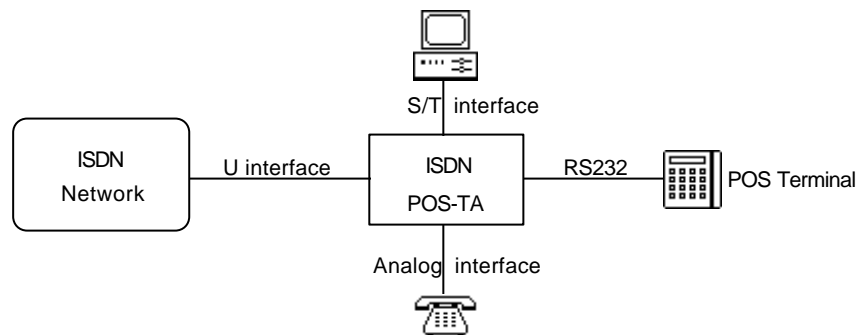 S/T interface
ISDN
Network
U interface
ISDN
POS-TA
RS232
POS Terminal
Analog interface